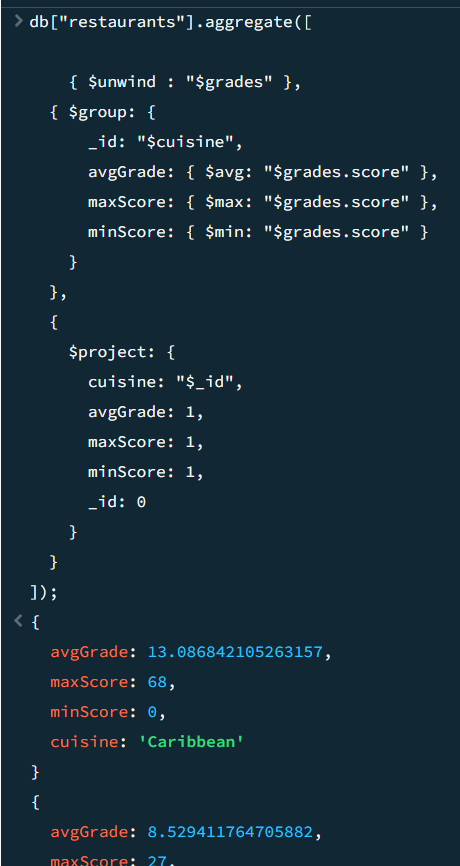 db["restaurants"].aggregate([
{ $unwind : "$grades" },
{ $group: {
_id: "$cuisine",
avgGrade: { $avg: "$grades.score" },
maxScore: { $max: "$grades.score" },
minScore: { $min: "$grades.score" }
}
},
{
$project: {
cuisine: "$_id",
avgGrade: 1,
maxScore: 1,
minScore: 1,
_id: 0
}
}
]);
{
avgGrade: 13.086842105263157,
maxScore: 68,
minScore: 0,
cuisine: 'Caribbean'
}
{
avgGrade: 8.529411764705882,
maxScore: 27,